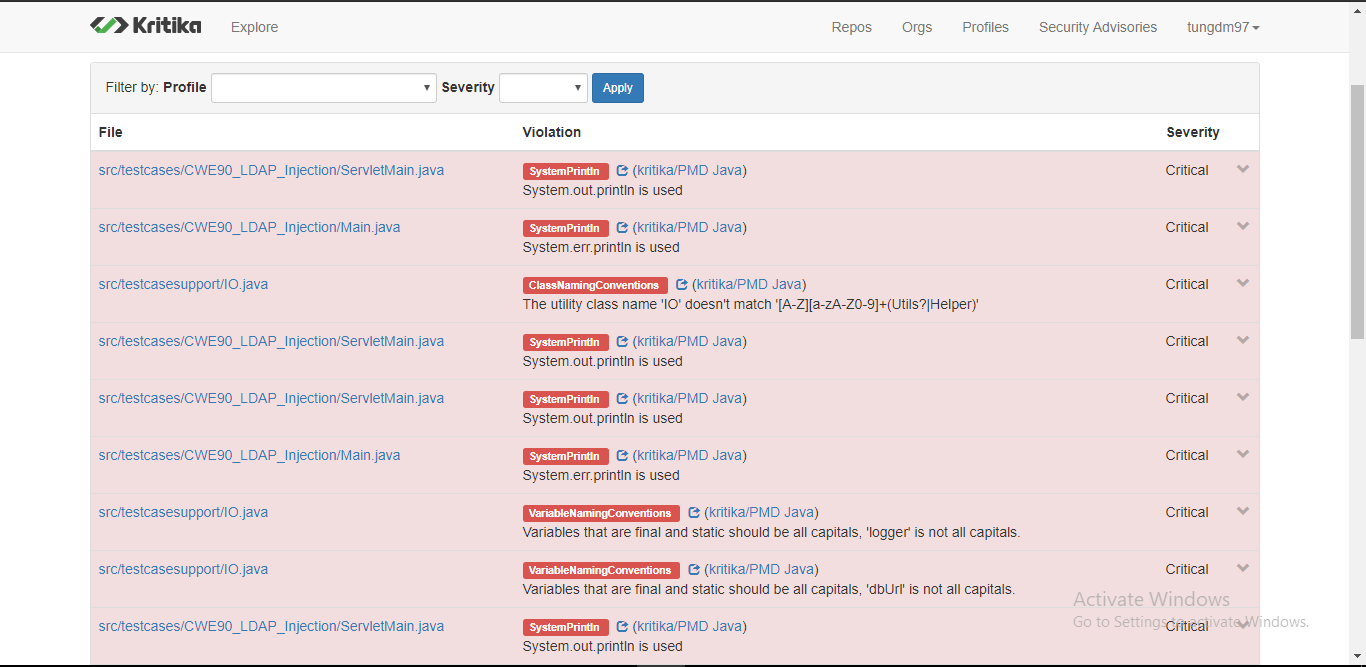 Kritika Explore Repos Orgs Profiles Security Advisories tungdm97
Filter by: Profile Severity Apply
File Violation Severity
src/testcases/CWE90_LDAP_Injection/ServletMain.java SystemPrintln (kritika/PMD Java) Critical
System.out.println is used
src/testcases/CWE90_LDAP_Injection/Main.java SystemPrintln (kritika/PMD Java) Critical
System.err.println is used
src/testcasesupport/IO.java ClassNamingConventions (kritika/PMD Java) Critical
The utility class name 'IO' doesn't match '[A-Z][a-zA-Z0-9]+(Utils?|Helper)'
src/testcases/CWE90_LDAP_Injection/ServletMain.java SystemPrintln (kritika/PMD Java) Critical
System.out.println is used
src/testcases/CWE90_LDAP_Injection/ServletMain.java SystemPrintln (kritika/PMD Java) Critical
System.out.println is used
src/testcases/CWE90_LDAP_Injection/Main.java SystemPrintln (kritika/PMD Java) Critical
System.err.println is used
src/testcasesupport/IO.java VariableNamingConventions (kritika/PMD Java) Critical
Variables that are final and static should be all capitals, 'logger' is not all capitals.
src/testcasesupport/IO.java VariableNamingConventions (kritika/PMD Java) Critical
Variables that are final and static should be all capitals, 'dbUrl' is not all capitals.
Activate Windows
Go to Settings to activate Windows.
src/testcases/CWE90_LDAP_Injection/ServletMain.java SystemPrintln (kritika/PMD Java) Critical
System.out.println is used